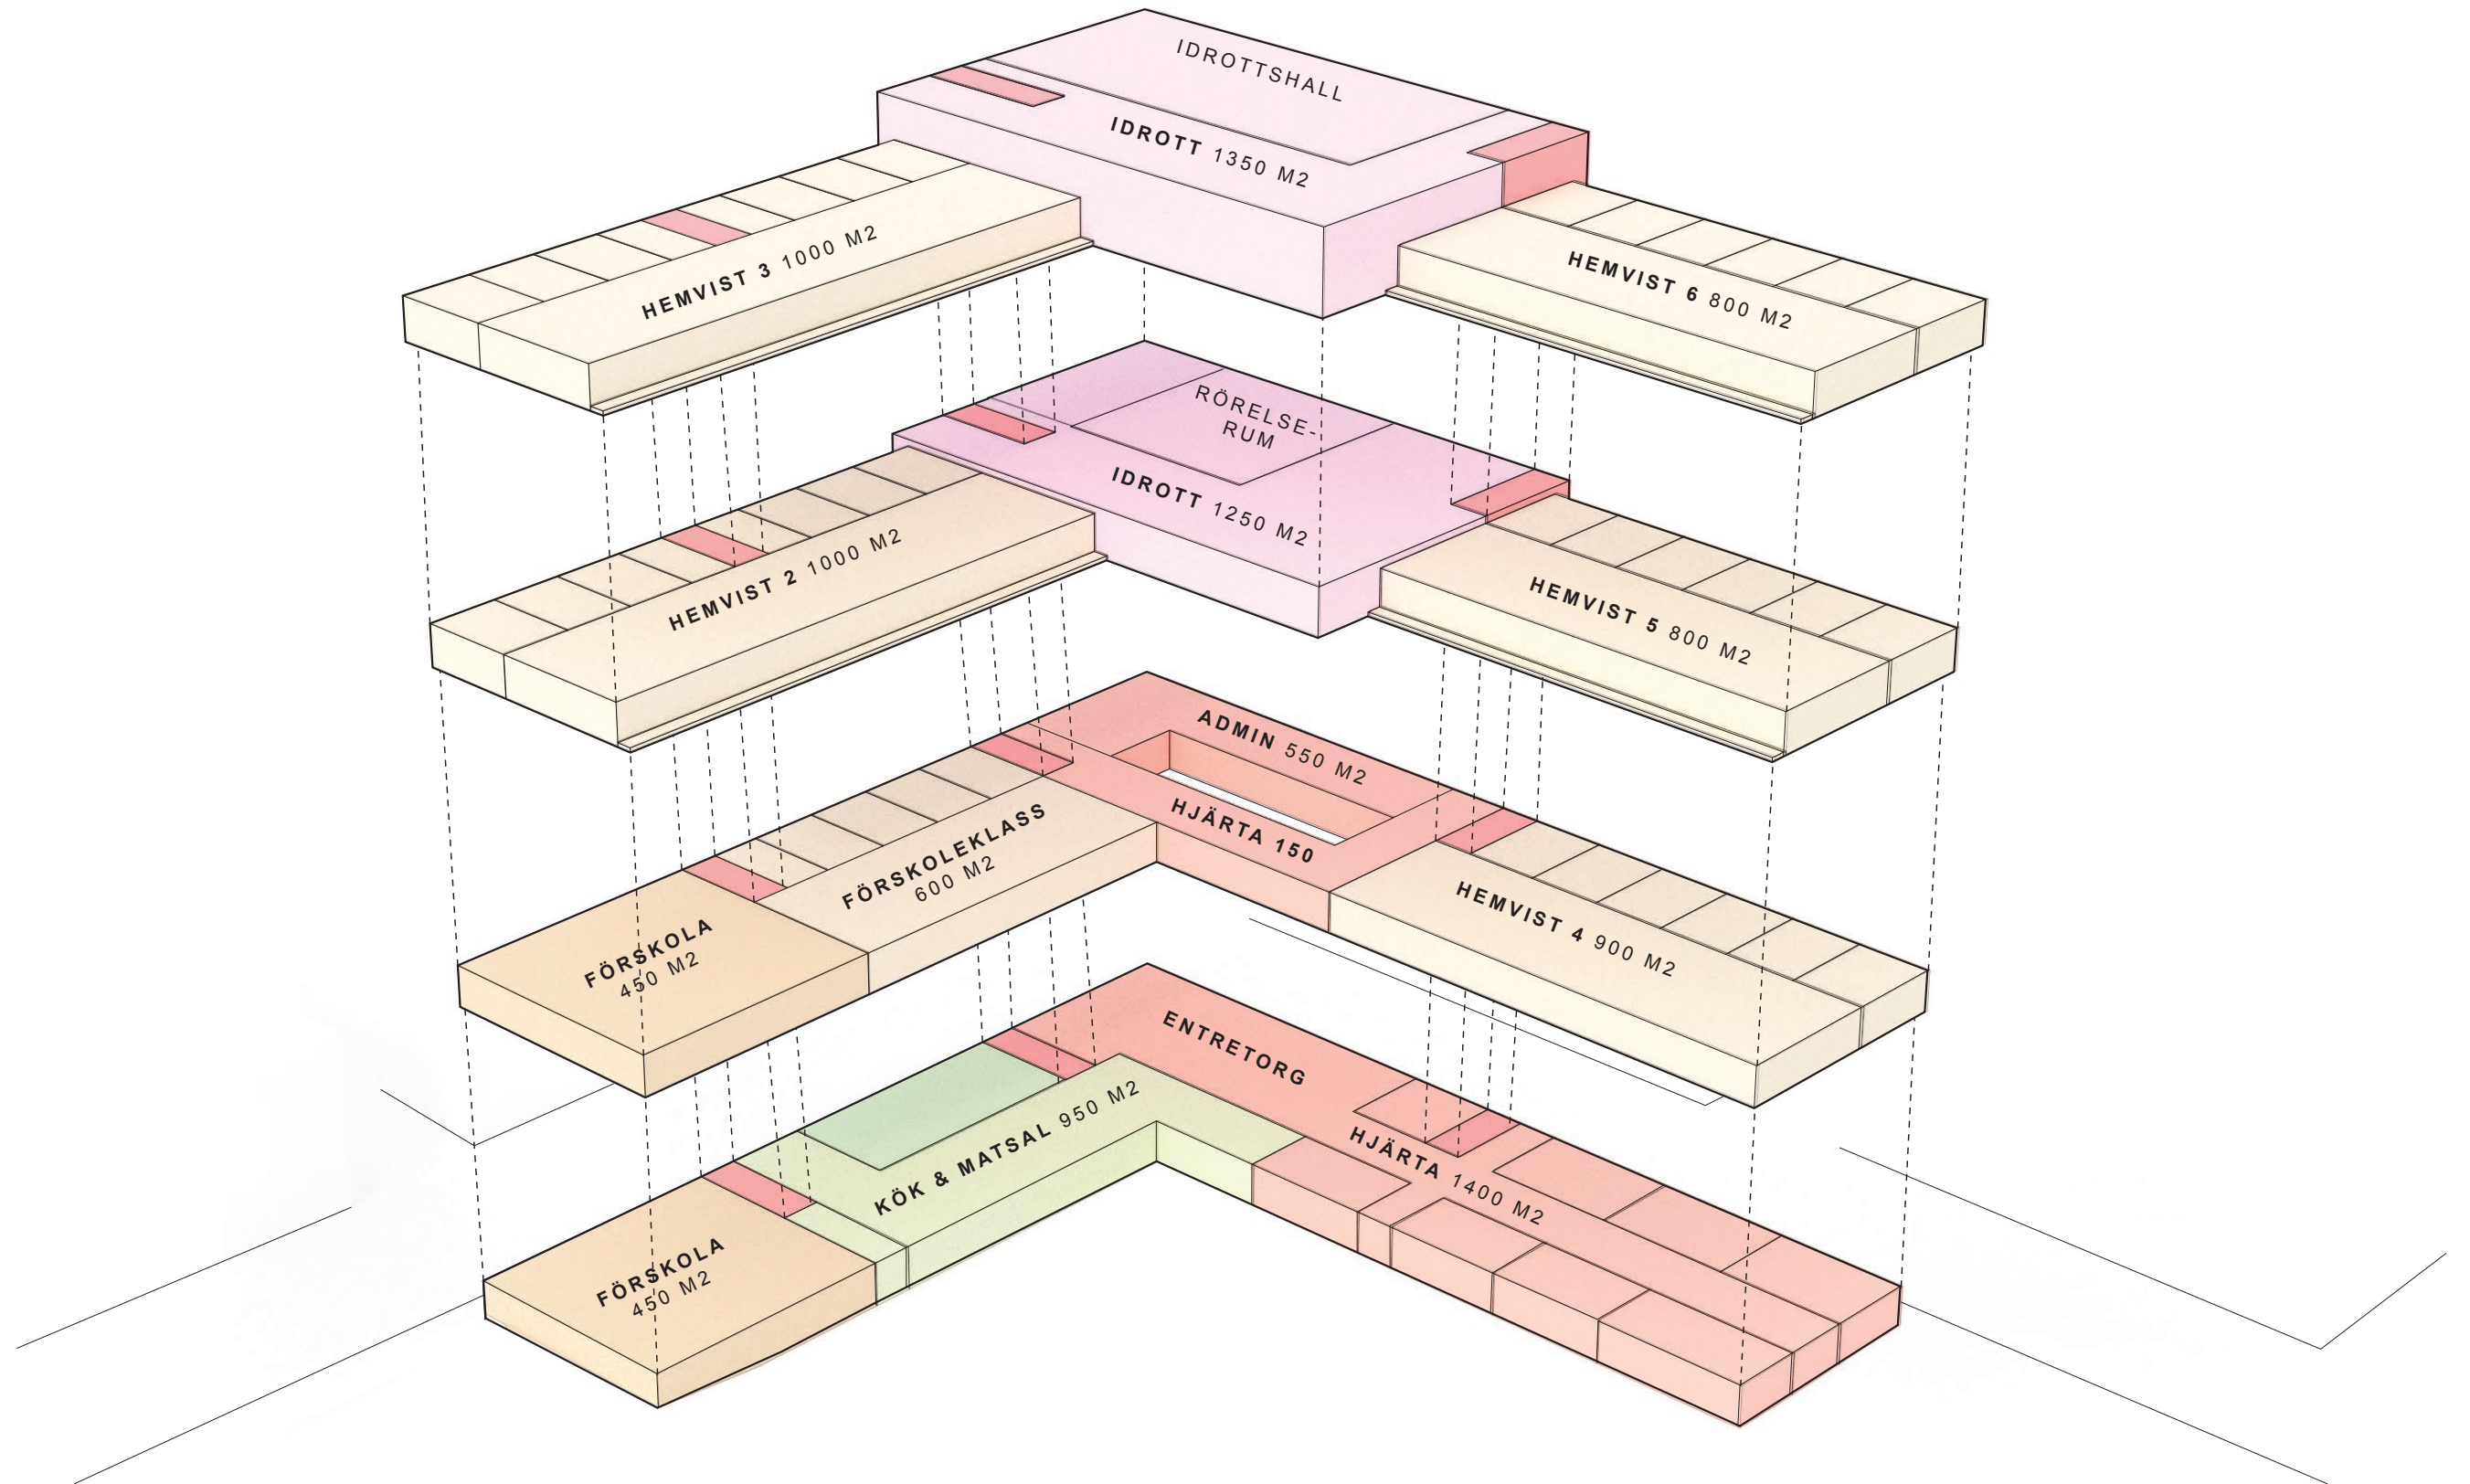 IDROTTSHALL
IDROTT 1350 M2
HEMVIST 3 1000 M2
HEMVIST 6 800 M2
RÖRELSE-
RUM
IDROTT 1250 M2
HEMVIST 2 1000 M2
HEMVIST 5 800 M2
ADMIN 550 M2
HJÄRTA 150
FÖRSKOLEKLASS
600 M2
HEMVIST 4 900 M2
FÖRSKOLA
450 M2
ENTRETORG
KÖK & MATSAL 950 M2
HJÄRTA 1400 M2
FÖRSKOLA
450 M2